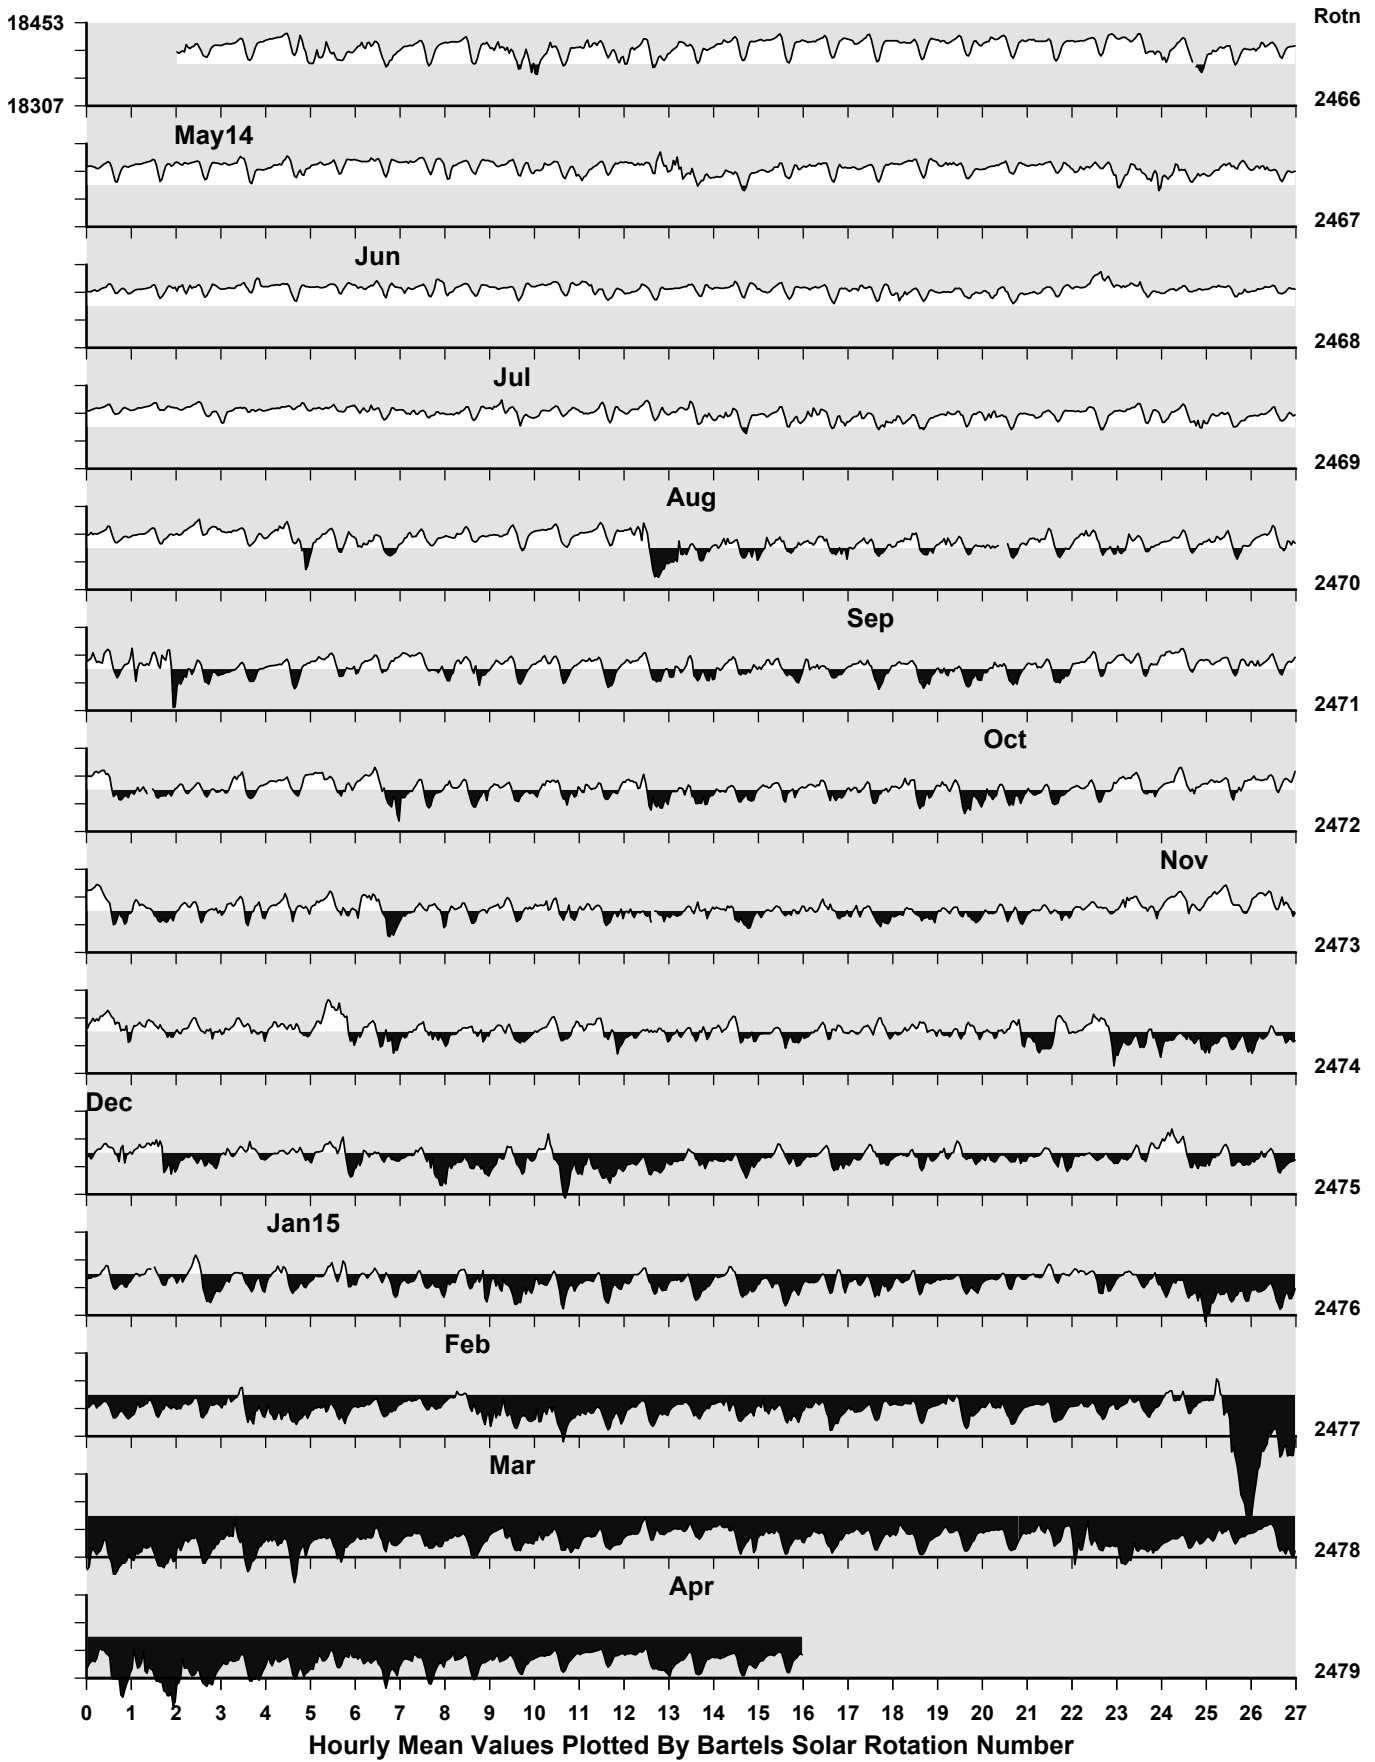 18453
Rotn
18307
2466
May14
2467
Jun
2468
Jul
2469
Aug
2470
Sep
2471
Oct
2472
Nov
2473
2474
Dec
2475
Jan15
2476
Feb
2477
Mar
2478
Apr
2479
0 1 2 3 4 5 6 7 8 9 10 11 12 13 14 15 16 17 18 19 20 21 22 23 24 25 26 27
Hourly Mean Values Plotted By Bartels Solar Rotation Number